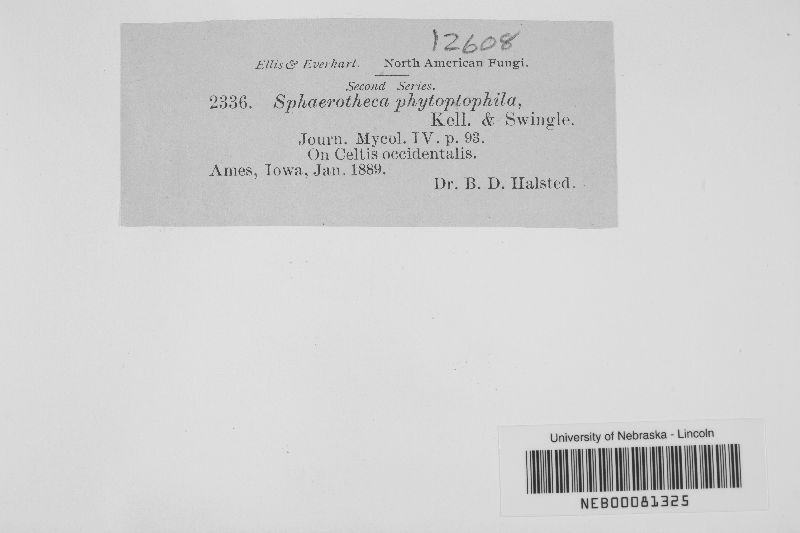 12608
Ellis & Everhart. North American Fungi.
Second Series.
2336. Sphaerotheca phytoptophila,
Kell. & Swingle.
Journ. Mycol. IV. p. 93.
On Celtis occidentalis.
Ames, Iowa, Jan. 1889.
Dr. B. D. Halsted.
University of Nebraska - Lincoln
NEB00081325